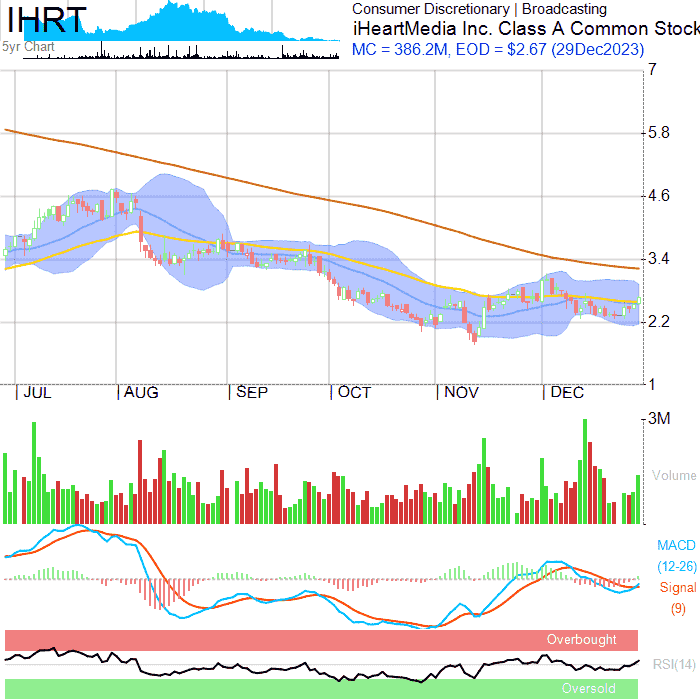 IHRT
5yr Chart
Consumer Discretionary | Broadcasting
iHeartMedia Inc. Class A Common Stock
MC = 386.2M, EOD = $2.67 (29Dec2023)
7
5.8
4.6
3.4
2.2
1
| JUL | AUG | SEP | OCT | NOV | DEC
3M
Volume
MACD
(12-26)
Signal
(9)
Overbought
RSI(14)
Oversold